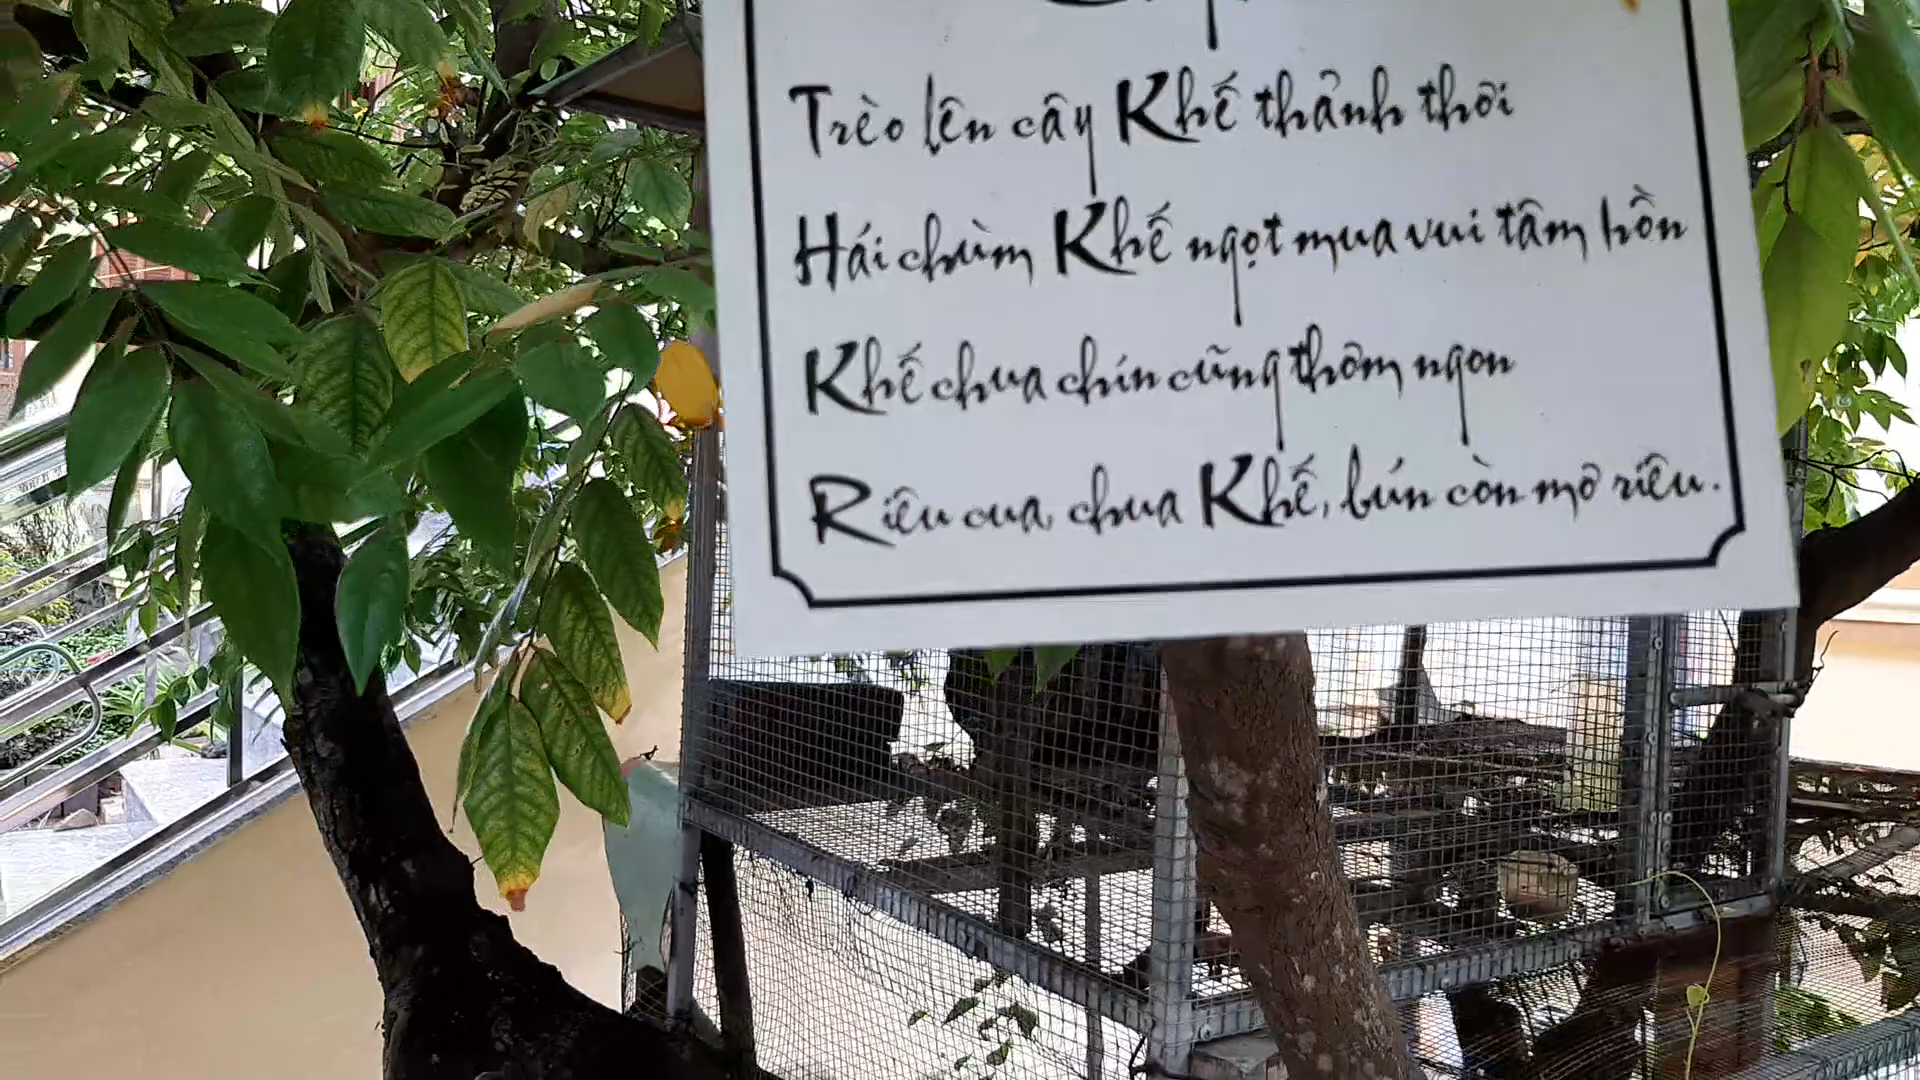 Trèo lên cây Khế thảnh thơi
Hái chùm Khế ngọt mua vui tâm hồn
Khế chua chín cũng thơm ngon
Riêu cua, chua Khế, bún còn mơ riêu.